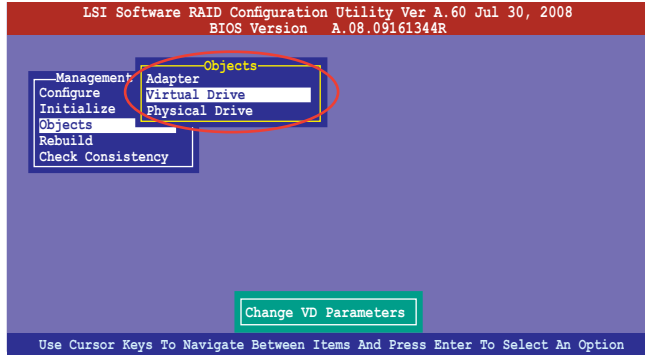 LSI Software RAID Configuration Utility Ver A.60 Jul 30, 2008
BIOS Version A.08.09161344R
Management
Configure
Initialize
Objects
Rebuild
Check Consistency
Objects
Adapter
Virtual Drive
Physical Drive
Change VD Parameters
Use Cursor Keys To Navigate Between Items And Press Enter To Select An Option